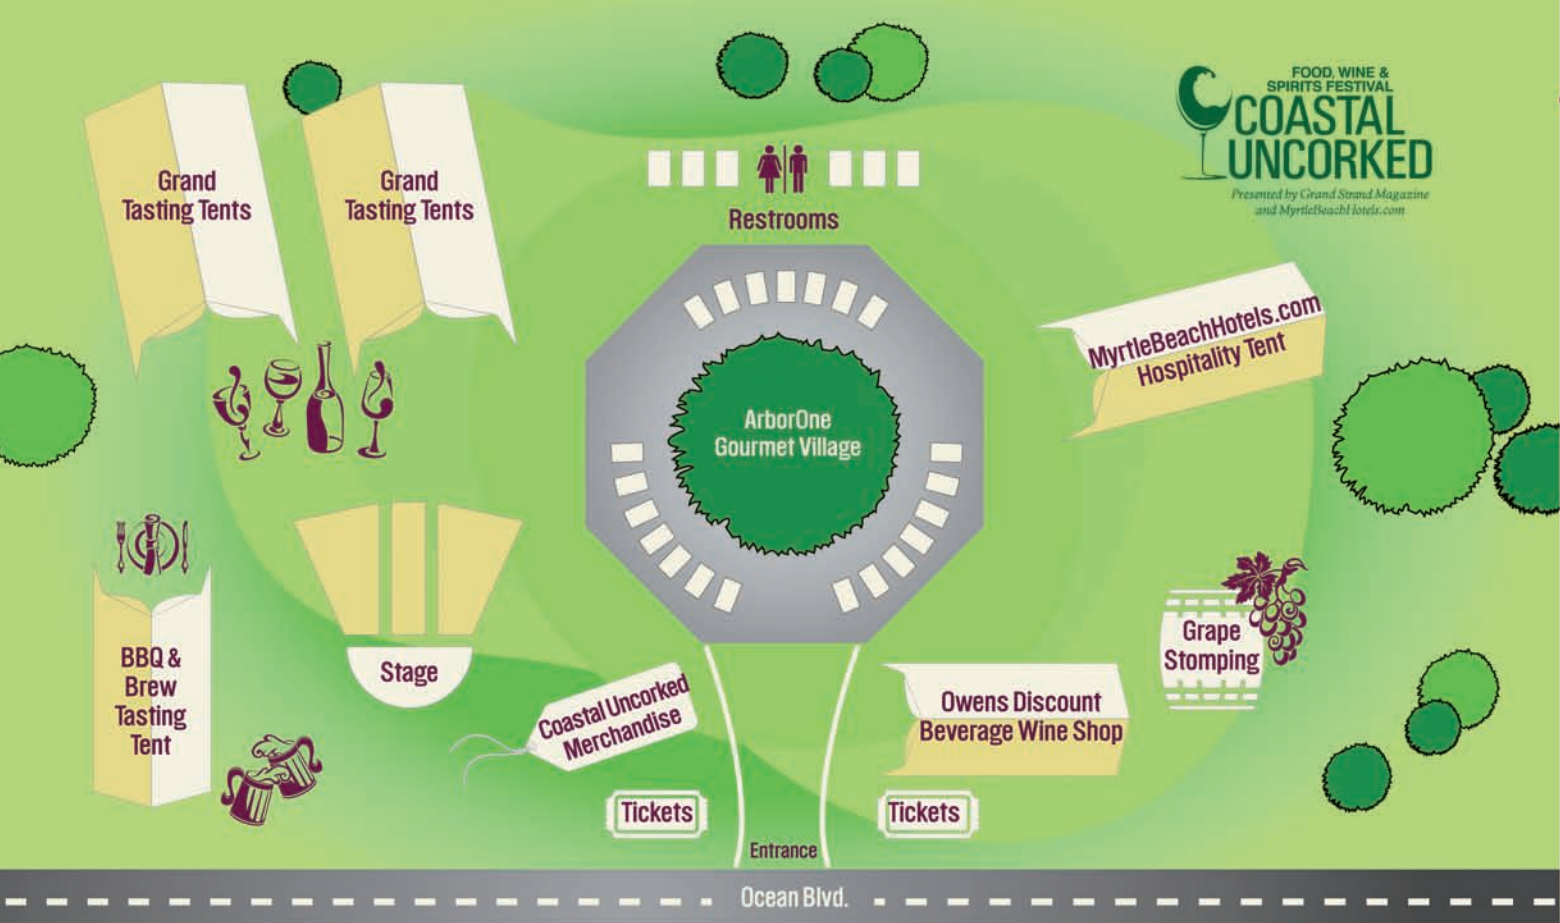 FOOD, WINE &
SPIRITS FESTIVAL
COASTAL
UNCORKED
Presented by Grand Strand Magazine
and MyrtleBeachHotels.com
Grand
Tasting Tents
Grand
Tasting Tents
Restrooms
MyrtleBeachHotels.com
Hospitality Tent
ArborOne
Gourmet Village
BBQ &
Brew
Tasting
Tent
Stage
Coastal Uncorked
Merchandise
Owens Discount
Beverage Wine Shop
Grape
Stomping
Tickets
Tickets
Entrance
Ocean Blvd.